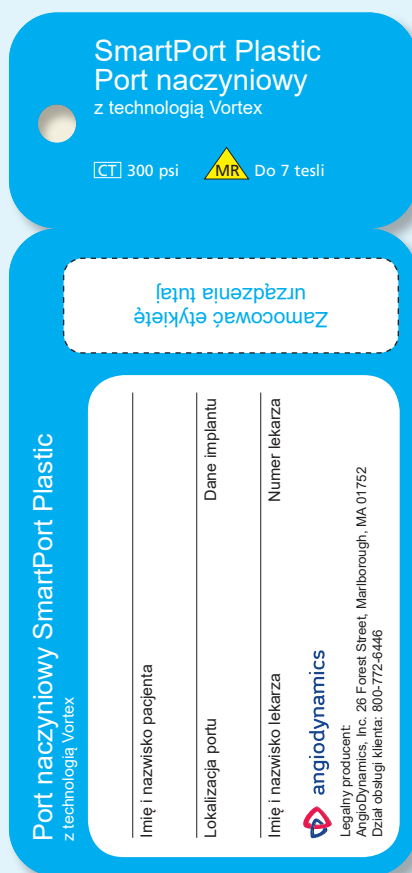 SmartPort Plastic
Port naczyniowy
z technologią Vortex
CT 300 psi MR Do 7 tesli
Zamocować etykietę
urządzenia tutaj
Port naczyniowy SmartPort Plastic
z technologią Vortex
Imię i nazwisko pacjenta
Lokalizacja portu Dane implantu
Imię i nazwisko lekarza Numer lekarza
angiodynamics
Legalny producent:
AngioDynamics, Inc. 26 Forest Street, Marlborough, MA 01752
Dział obsługi klienta: 800-772-6446